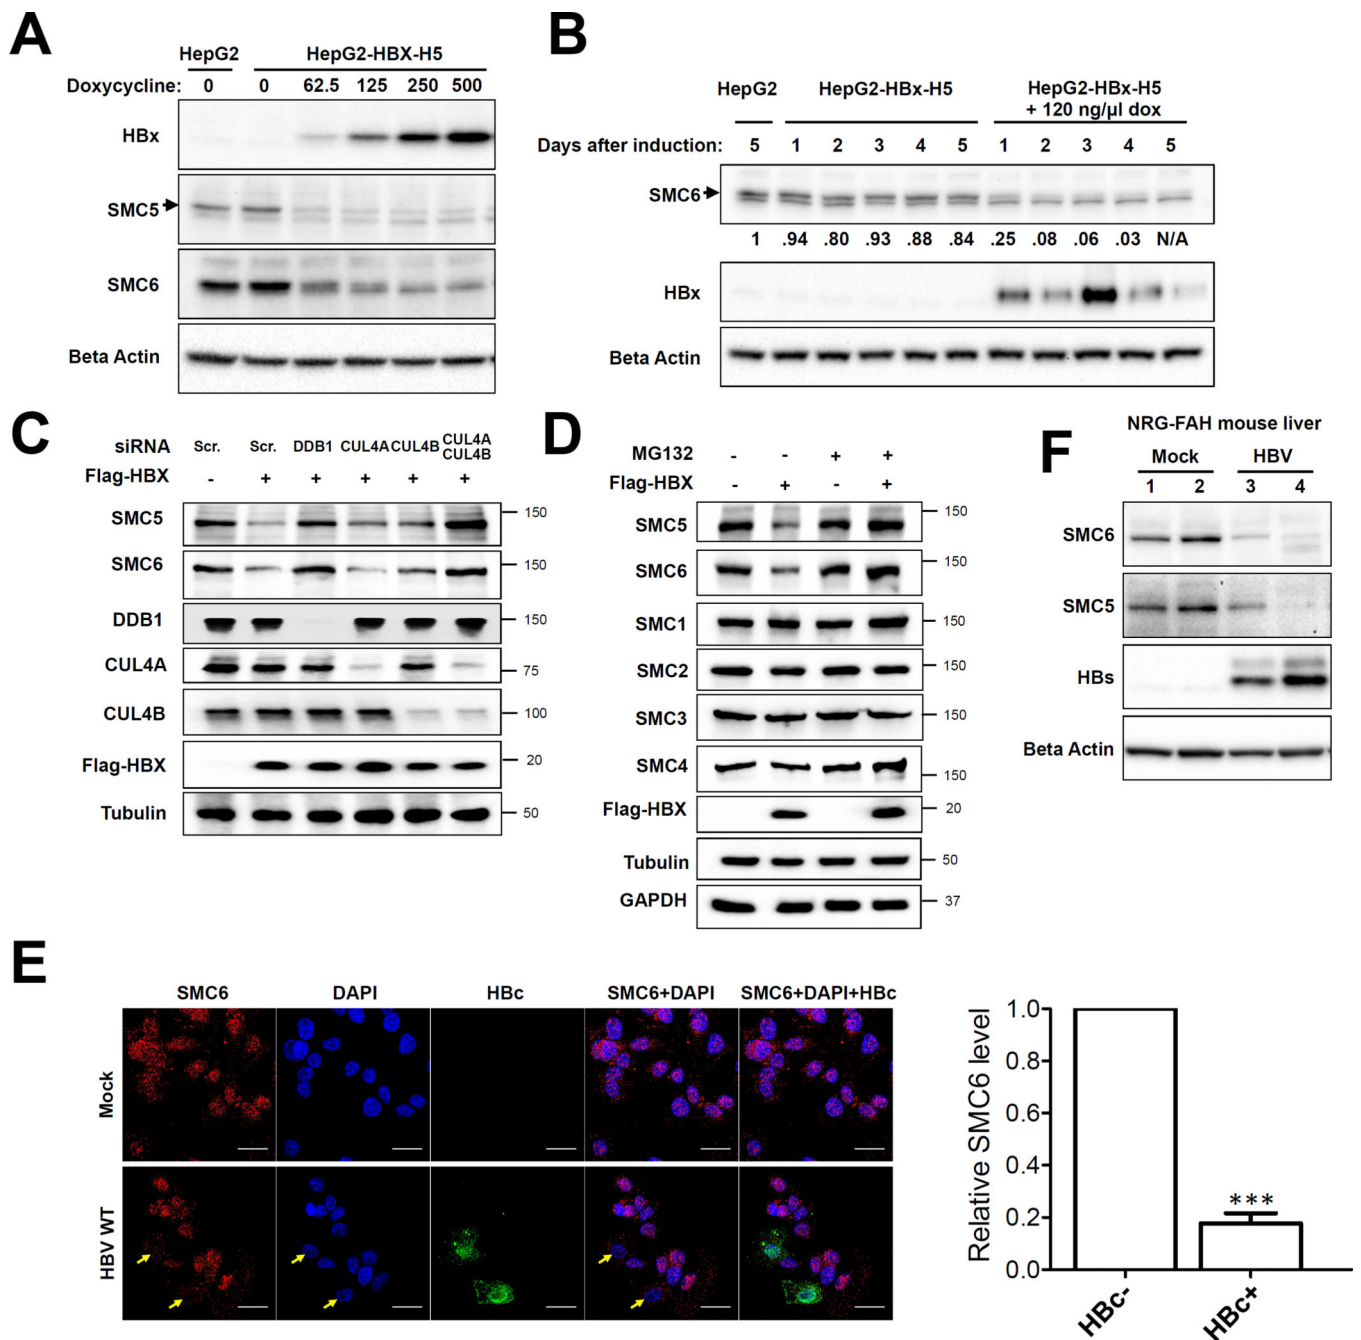 A
HepG2 HepG2-HBX-H5
Doxycycline: 0 0 62.5 125 250 500
HBx
SMC5
SMC6
Beta Actin
B
HepG2 HepG2-HBx-H5 HepG2-HBx-H5
+ 120 ng/µl dox
Days after induction: 5 1 2 3 4 5 1 2 3 4 5
SMC6
1 .94 .80 .93 .88 .84 .25 .08 .06 .03 N/A
HBx
Beta Actin
C
siRNA Scr. Scr. DDB1 CUL4A CUL4B CUL4A
CUL4B
Flag-HBX - + + + + +
SMC5 150
SMC6 150
DDB1 150
CUL4A 75
CUL4B 100
Flag-HBX 20
Tubulin 50
D
MG132 - - + +
Flag-HBX - + - +
SMC5 150
SMC6 150
SMC1 150
SMC2 150
SMC3 150
SMC4 150
Flag-HBX 20
Tubulin 50
GAPDH 37
F
NRG-FAH mouse liver
Mock HBV
1 2 3 4
SMC6
SMC5
HBs
Beta Actin
E
SMC6 DAPI HBc SMC6+DAPI SMC6+DAPI+HBc
Mock
HBV WT
Relative SMC6 level
1.0
0.8
0.6
0.4
0.2
0.0
***
HBc- HBc+